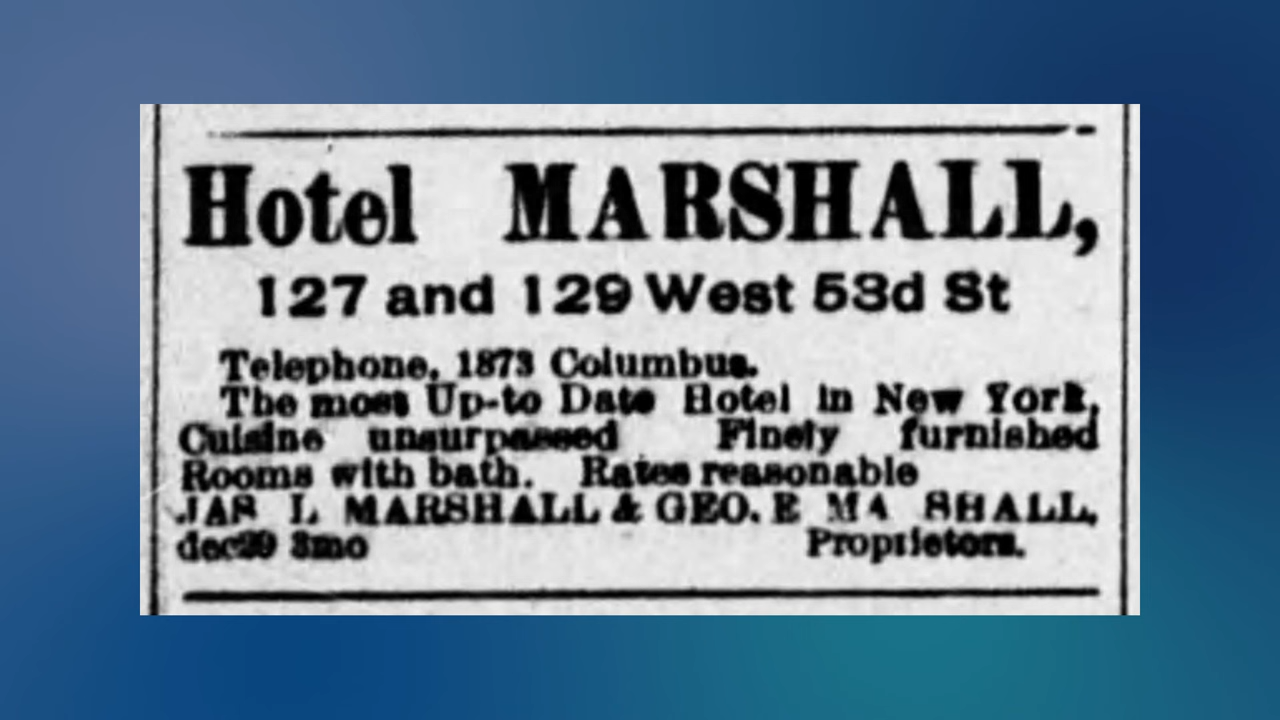 Hotel MARSHALL,
127 and 129 West 53d St
Telephone, 1873 Columbus.
The most Up-to Date Hotel in New York,
Cuisine unsurpassed Finely furnished
Rooms with bath. Rates reasonable
JAS L MARSHALL & GEO. E MA SHALL,
dec29 3mo Proprietors.